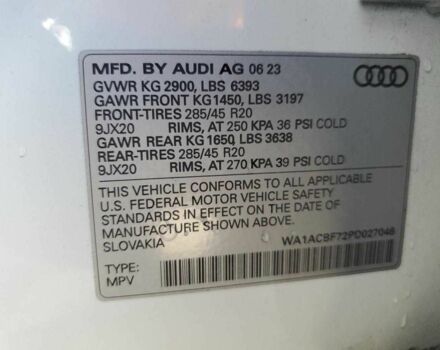 MFD. BY AUDI AG 06 23
GVWR KG 2900, LBS 6393
GAWR FRONT KG1450, LBS 3197
FRONT-TIRES 285/45 R20
9JX20 RIMS, AT 250 KPA 36 PSI COLD
GAWR REAR KG 1650, LBS 3638
REAR-TIRES 285/45 R20
9JX20 RIMS, AT 270 KPA 39 PSI COLD
THIS VEHICLE CONFORMS TO ALL APPLICABLE
U.S. FEDERAL MOTOR VEHICLE SAFETY
STANDARDS IN EFFECT ON THE DATE OF
MANUFACTURE SHOWN ABOVE.
SLOVAKIA WA1ACBF72PD027046
TYPE:
MPV